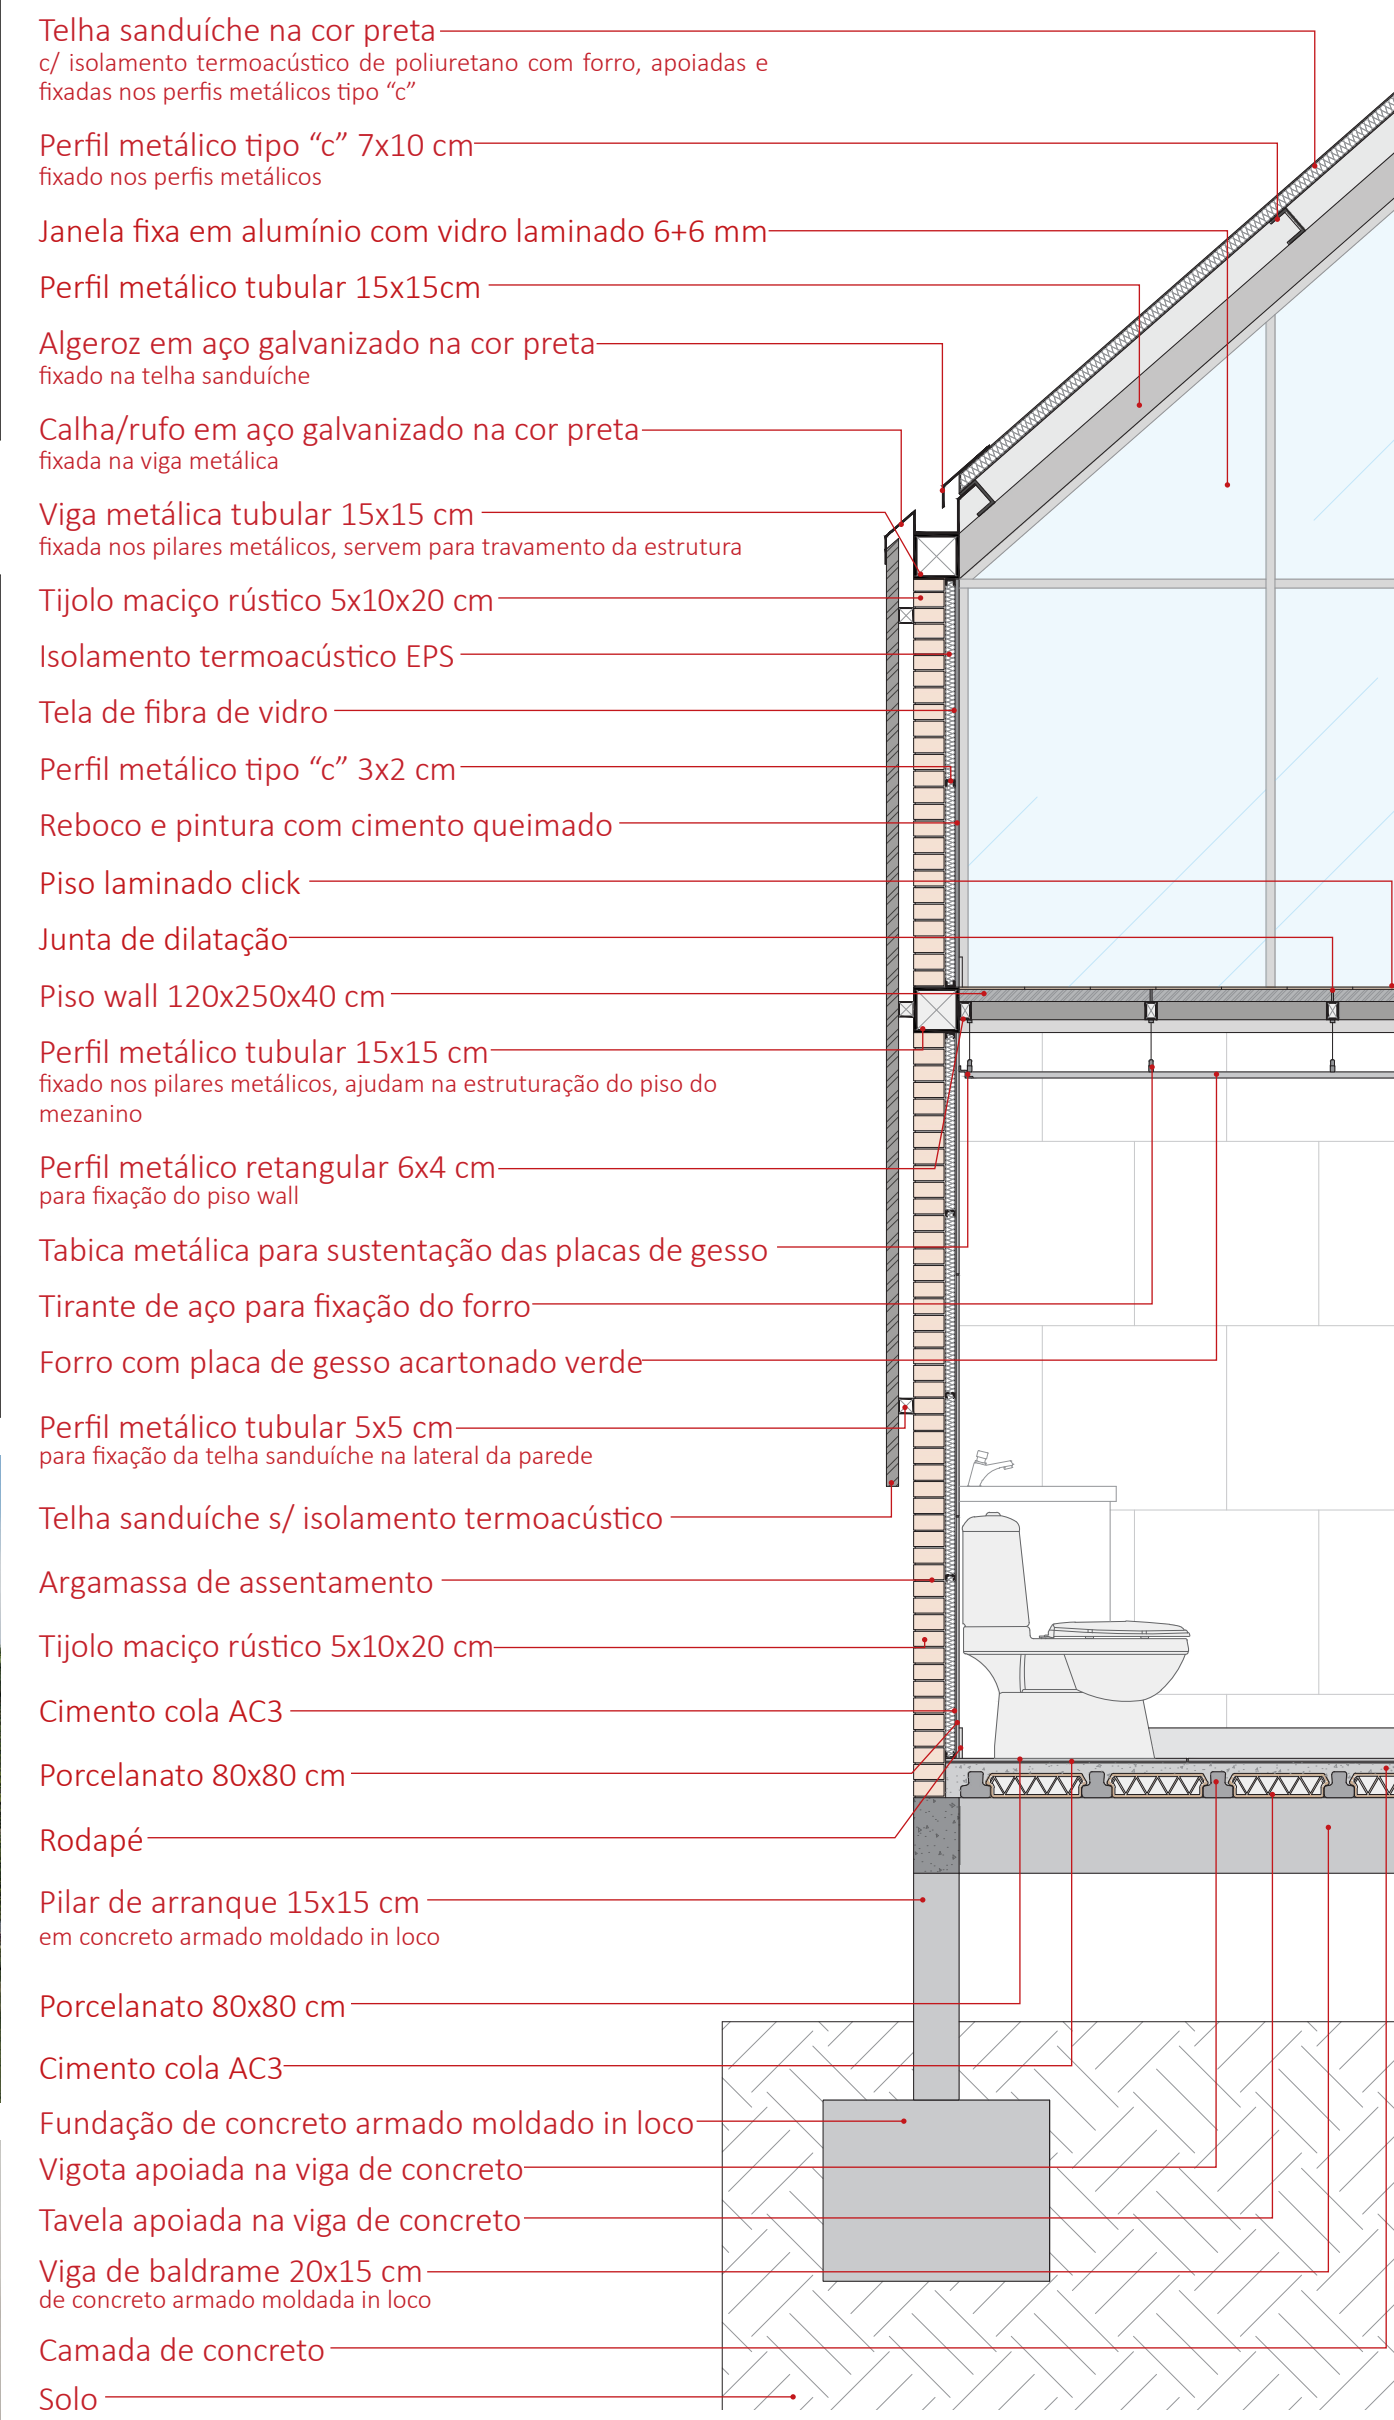 Telha sanduíche na cor preta
c/ isolamento termoacústico de poliuretano com forro, apoiadas e
fixadas nos perfis metálicos tipo “c”
Perfil metálico tipo “c” 7x10 cm
fixado nos perfis metálicos
Janela fixa em alumínio com vidro laminado 6+6 mm
Perfil metálico tubular 15x15cm
Algeroz em aço galvanizado na cor preta
fixado na telha sanduíche
Calha/rufo em aço galvanizado na cor preta
fixada na viga metálica
Viga metálica tubular 15x15 cm
fixada nos pilares metálicos, servem para travamento da estrutura
Tijolo maciço rústico 5x10x20 cm
Isolamento termoacústico EPS
Tela de fibra de vidro
Perfil metálico tipo “c” 3x2 cm
Reboco e pintura com cimento queimado
Piso laminado click
Junta de dilatação
Piso wall 120x250x40 cm
Perfil metálico tubular 15x15 cm
fixado nos pilares metálicos, ajudam na estruturação do piso do
mezanino
Perfil metálico retangular 6x4 cm
para fixação do piso wall
Tabica metálica para sustentação das placas de gesso
Tirante de aço para fixação do forro
Forro com placa de gesso acartonado verde
Perfil metálico tubular 5x5 cm
para fixação da telha sanduíche na lateral da parede
Telha sanduíche s/ isolamento termoacústico
Argamassa de assentamento
Tijolo maciço rústico 5x10x20 cm
Cimento cola AC3
Porcelanato 80x80 cm
Rodapé
Pilar de arranque 15x15 cm
em concreto armado moldado in loco
Porcelanato 80x80 cm
Cimento cola AC3
Fundação de concreto armado moldado in loco
Vigota apoiada na viga de concreto
Tavela apoiada na viga de concreto
Viga de baldrame 20x15 cm
de concreto armado moldada in loco
Camada de concreto
Solo